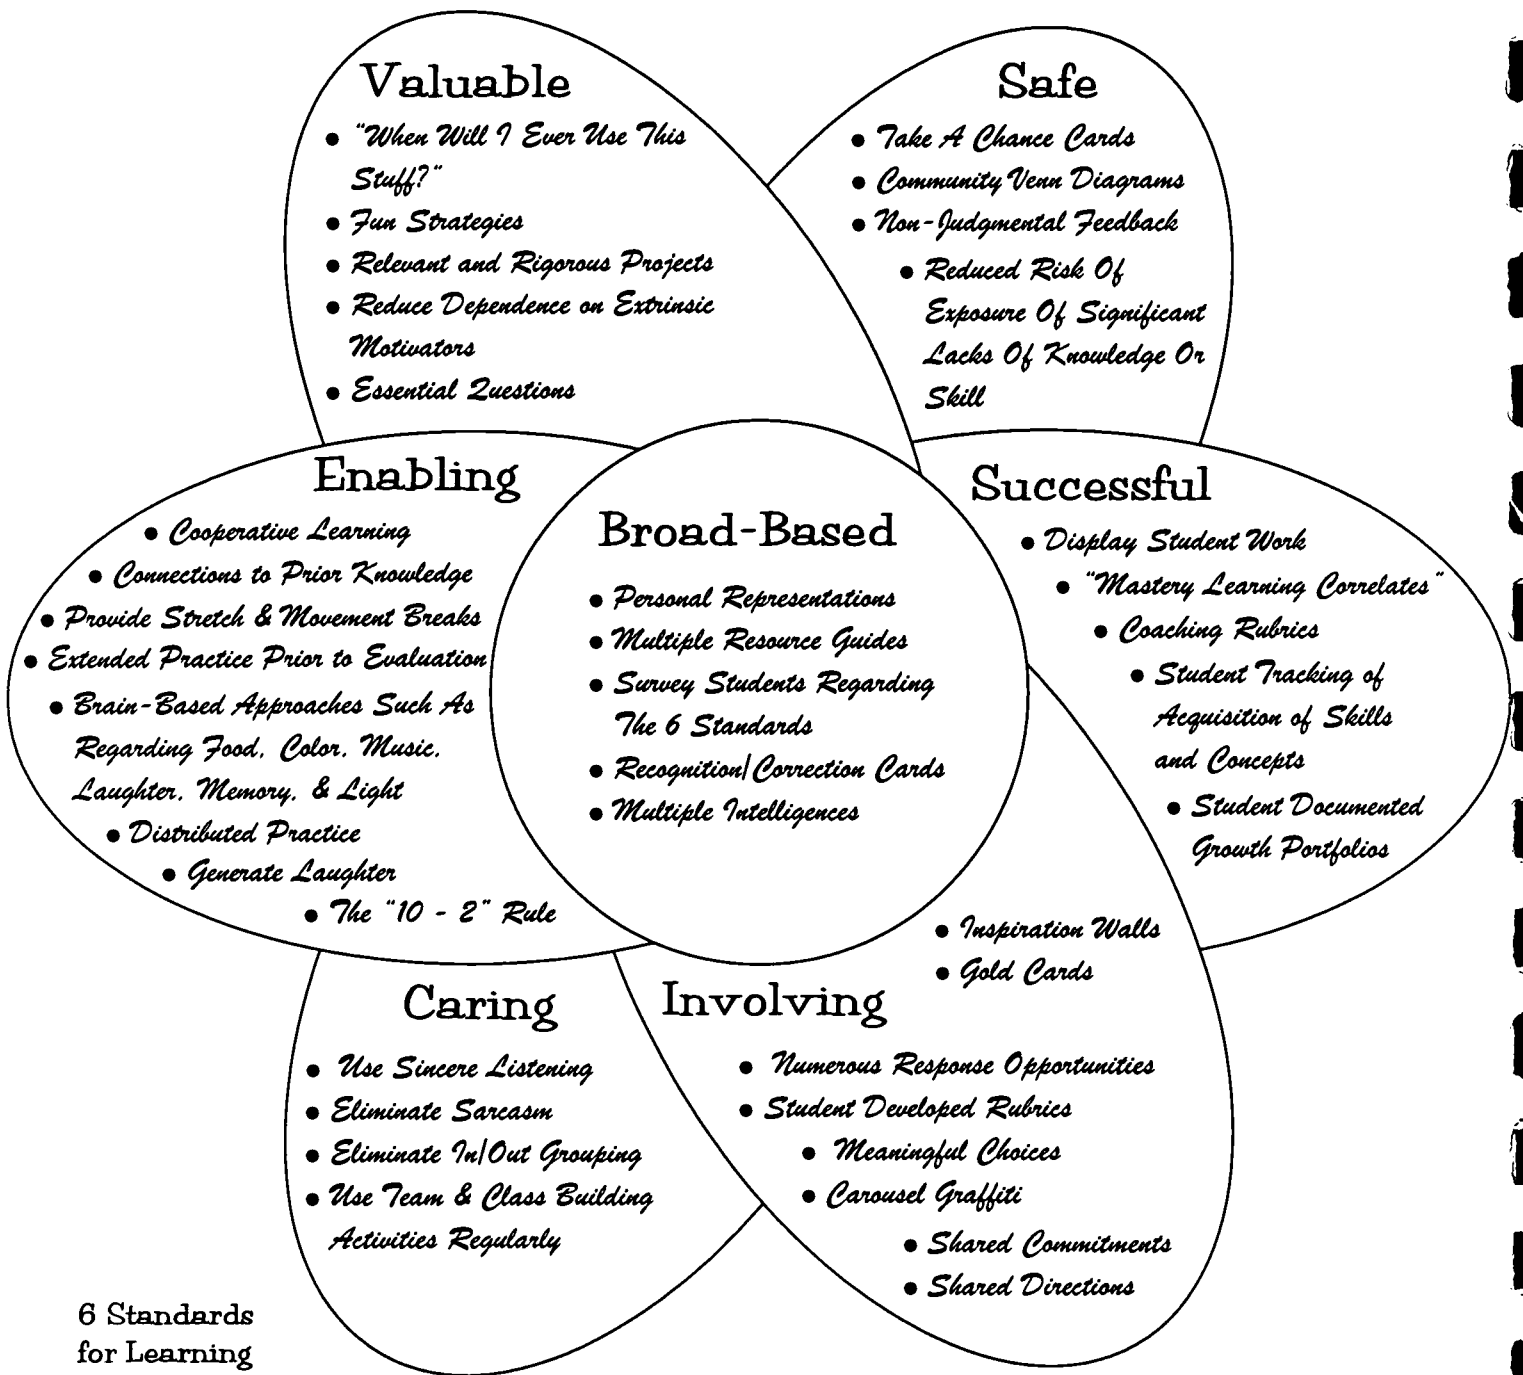 Valuable
● "When Will I Ever Use This
Stuff?"
● Fun Strategies
● Relevant and Rigorous Projects
● Reduce Dependence on Extrinsic
Motivators
● Essential Questions
Safe
● Take A Chance Cards
● Community Venn Diagrams
● Non-Judgmental Feedback
● Reduced Risk Of
Exposure Of Significant
Lacks Of Knowledge Or
Skill
Enabling
● Cooperative Learning
● Connections to Prior Knowledge
● Provide Stretch & Movement Breaks
● Extended Practice Prior to Evaluation
● Brain-Based Approaches Such As
Regarding Food, Color, Music,
Laughter, Memory, & Light
● Distributed Practice
● Generate Laughter
● The "10 - 2" Rule
Broad-Based
● Personal Representations
● Multiple Resource Guides
● Survey Students Regarding
The 6 Standards
● Recognition/Correction Cards
● Multiple Intelligences
Successful
● Display Student Work
● "Mastery Learning Correlates"
● Coaching Rubrics
● Student Tracking of
Acquisition of Skills
and Concepts
● Student Documented
Growth Portfolios
Caring
● Use Sincere Listening
● Eliminate Sarcasm
● Eliminate In/Out Grouping
● Use Team & Class Building
Activities Regularly
Involving
● Inspiration Walls
● Gold Cards
● Numerous Response Opportunities
● Student Developed Rubrics
● Meaningful Choices
● Carousel Graffiti
● Shared Commitments
● Shared Directions
6 Standards
for Learning